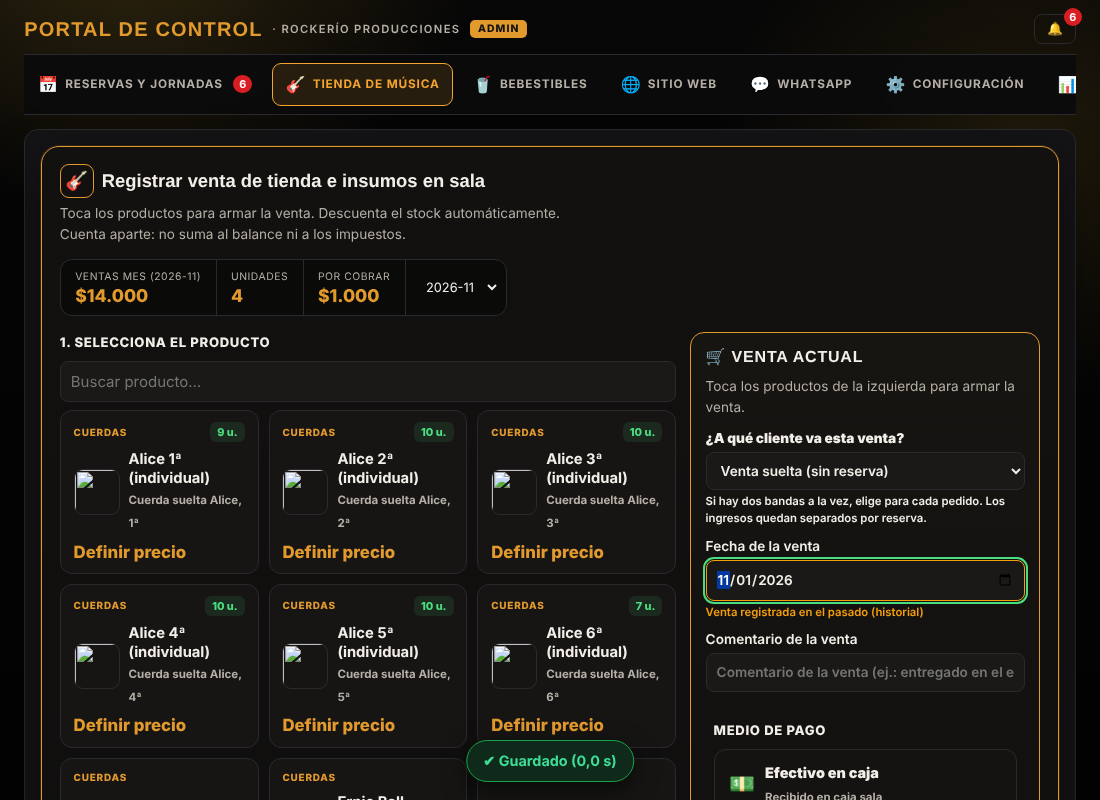 PORTAL DE CONTROL · ROCKERÍO PRODUCCIONES ADMIN
6
RESERVAS Y JORNADAS 6 TIENDA DE MÚSICA BEBESTIBLES SITIO WEB WHATSAPP CONFIGURACIÓN
Registrar venta de tienda e insumos en sala
Toca los productos para armar la venta. Descuenta el stock automáticamente.
Cuenta aparte: no suma al balance ni a los impuestos.
VENTAS MES (2026-11) UNIDADES POR COBRAR
$14.000 4 $1.000 2026-11
1. SELECCIONA EL PRODUCTO
Buscar producto...
CUERDAS 9 u.
Alice 1ª
(individual)
Cuerda suelta Alice,
1ª
Definir precio
CUERDAS 10 u.
Alice 2ª
(individual)
Cuerda suelta Alice,
2ª
Definir precio
CUERDAS 10 u.
Alice 3ª
(individual)
Cuerda suelta Alice,
3ª
Definir precio
CUERDAS 10 u.
Alice 4ª
(individual)
Cuerda suelta Alice,
4ª
Definir precio
CUERDAS 10 u.
Alice 5ª
(individual)
Cuerda suelta Alice,
5ª
Definir precio
CUERDAS 7 u.
Alice 6ª
(individual)
Cuerda suelta Alice,
6ª
Definir precio
CUERDAS
CUERDAS
✔ Guardado (0,0 s)
VENTA ACTUAL
Toca los productos de la izquierda para armar la
venta.
¿A qué cliente va esta venta?
Venta suelta (sin reserva)
Si hay dos bandas a la vez, elige para cada pedido. Los
ingresos quedan separados por reserva.
Fecha de la venta
11/01/2026
Venta registrada en el pasado (historial)
Comentario de la venta
Comentario de la venta (ej.: entregado en el e
MEDIO DE PAGO
Efectivo en caja
Recibido en caja sala